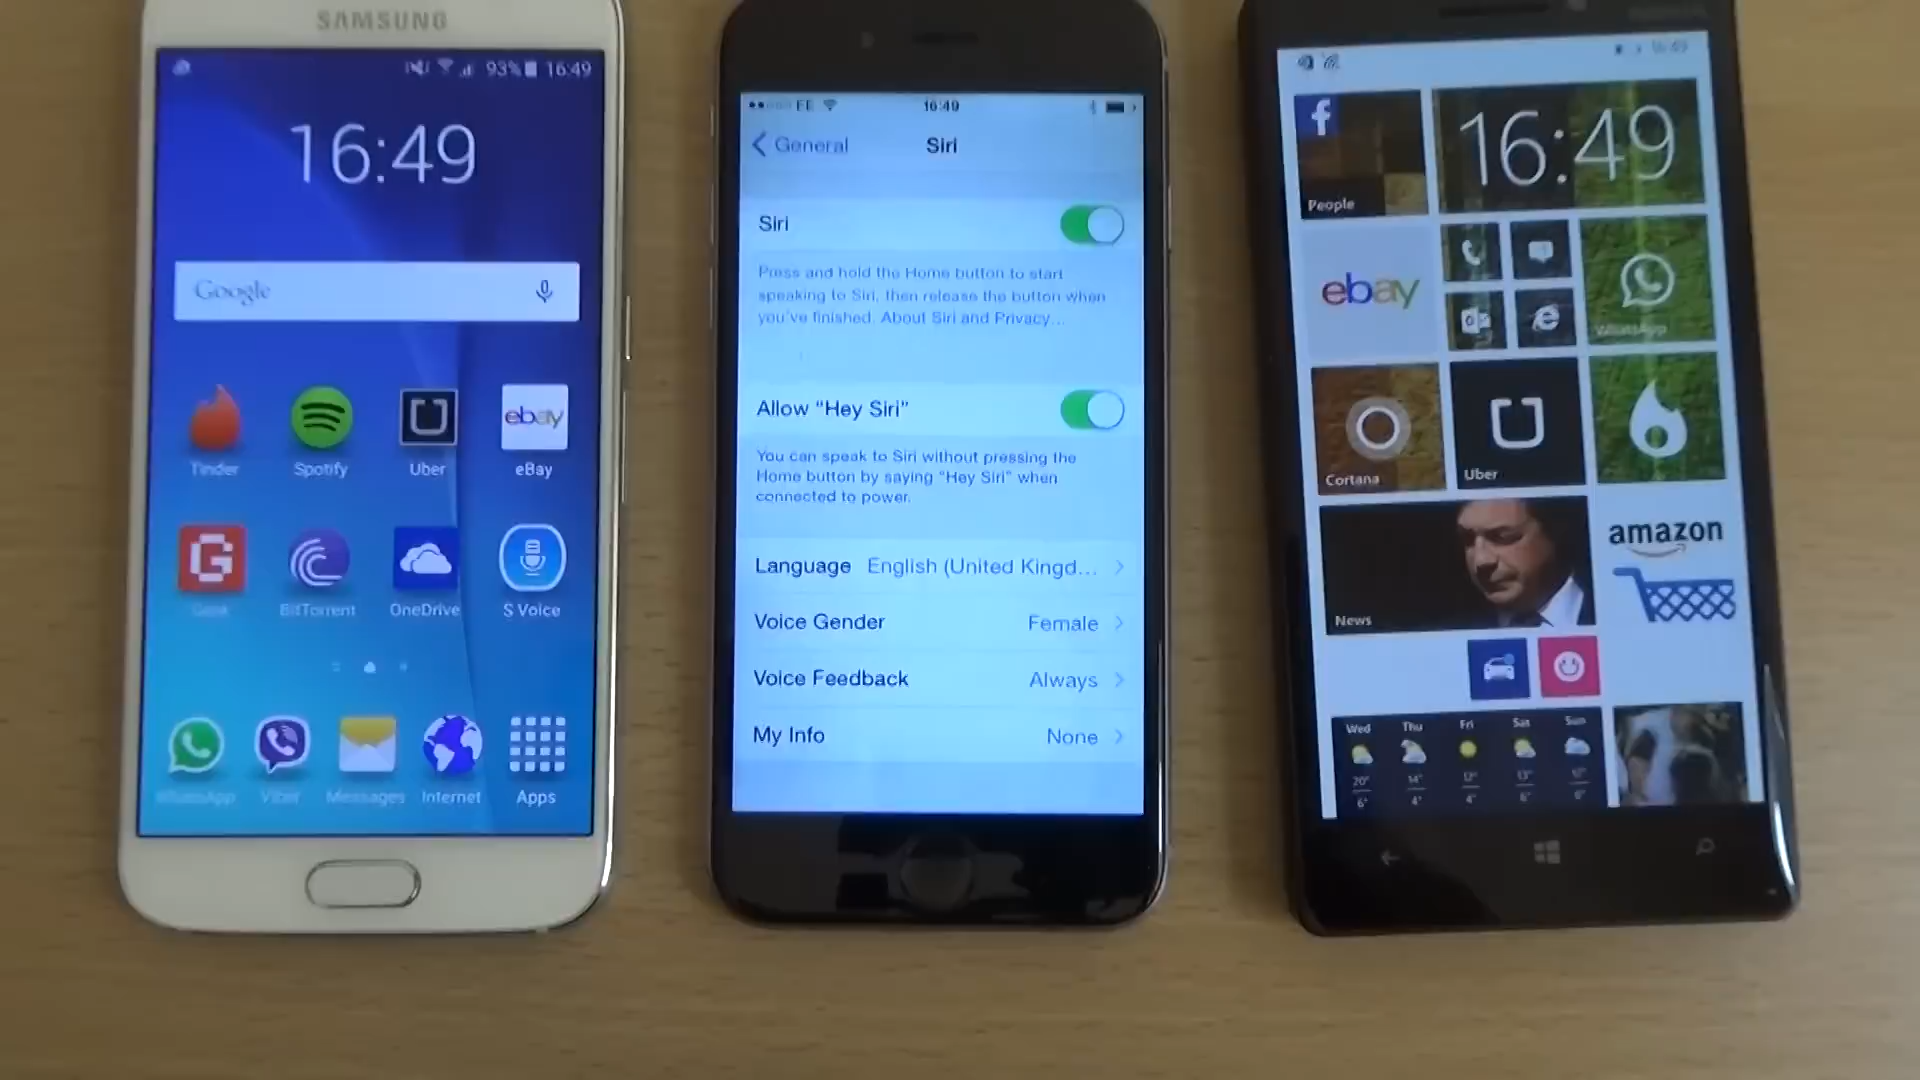 SAMSUNG
93% 16:49
16:49
Google
Tinder
Spotify
Uber
ebay
eBay
G
BitTorrent
OneDrive
S Voice
WhatsApp
Viber
Messages
Internet
Apps
EE
16:49
General
Siri
Siri
Press and hold the Home button to start
speaking to Siri, then release the button when
you've finished. About Siri and Privacy...
Allow "Hey Siri"
You can speak to Siri without pressing the
Home button by saying "Hey Siri" when
connected to power.
Language English (United Kingd...
Voice Gender Female
Voice Feedback Always
My Info None
16:49
f
People
16:49
ebay
WhatsApp
Cortana
Uber
News
amazon
Wed Thu Fri Sat Sun
20° 14° 12° 13°
6° 4° 4° 6° 6°